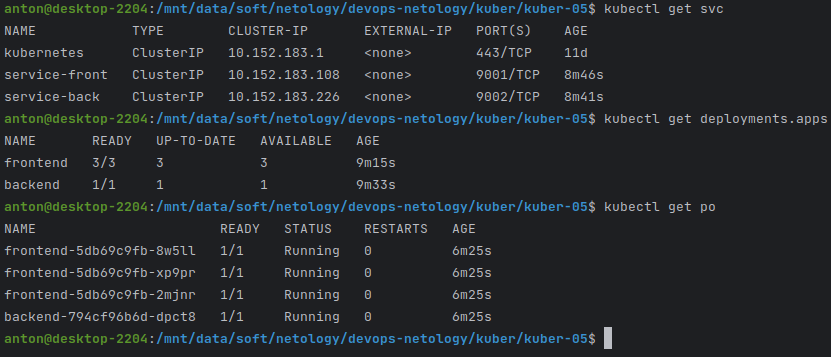 anton@desktop-2204:/mnt/data/soft/netology/devops-netology/kuber/kuber-05$ kubectl get svc
NAME            TYPE        CLUSTER-IP       EXTERNAL-IP   PORT(S)    AGE
kubernetes      ClusterIP   10.152.183.1     <none>        443/TCP    11d
service-front   ClusterIP   10.152.183.108   <none>        9001/TCP   8m46s
service-back    ClusterIP   10.152.183.226   <none>        9002/TCP   8m41s
anton@desktop-2204:/mnt/data/soft/netology/devops-netology/kuber/kuber-05$ kubectl get deployments.apps
NAME       READY   UP-TO-DATE   AVAILABLE   AGE
frontend   3/3     3            3           9m15s
backend    1/1     1            1           9m33s
anton@desktop-2204:/mnt/data/soft/netology/devops-netology/kuber/kuber-05$ kubectl get po
NAME                       READY   STATUS    RESTARTS   AGE
frontend-5db69c9fb-8w5ll   1/1     Running   0          6m25s
frontend-5db69c9fb-xp9pr   1/1     Running   0          6m25s
frontend-5db69c9fb-2mjnr   1/1     Running   0          6m25s
backend-794cf96b6d-dpct8   1/1     Running   0          6m25s
anton@desktop-2204:/mnt/data/soft/netology/devops-netology/kuber/kuber-05$